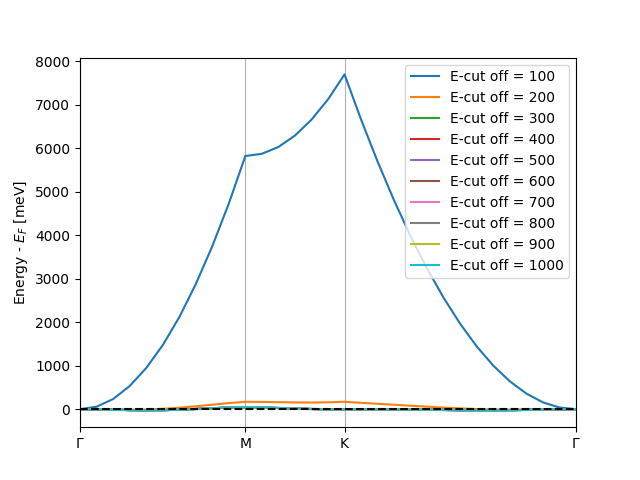 8000
7000
6000
5000
4000
3000
2000
1000
0
Energy - E_F [meV]
E-cut off = 100
E-cut off = 200
E-cut off = 300
E-cut off = 400
E-cut off = 500
E-cut off = 600
E-cut off = 700
E-cut off = 800
E-cut off = 900
E-cut off = 1000
Γ M K Γ